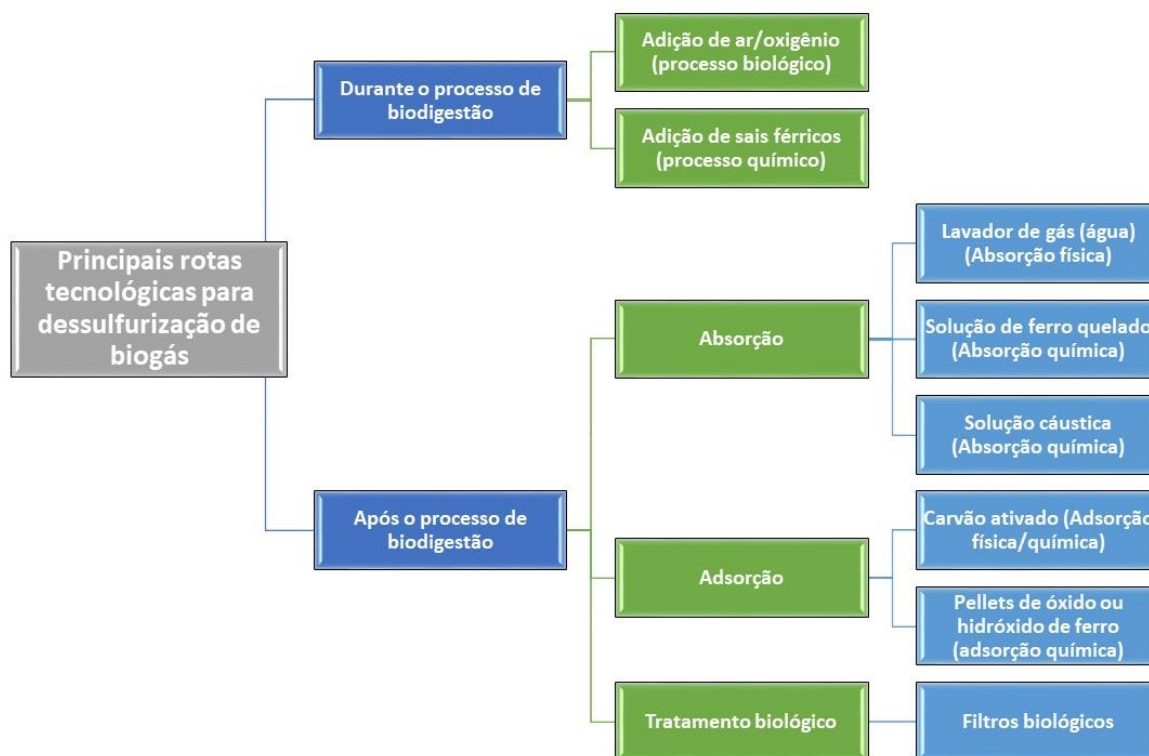 Principais rotas
tecnológicas para
dessulfurização de
biogás
Durante o processo de
biodigestão
Adição de ar/oxigênio
(processo biológico)
Adição de sais férricos
(processo químico)
Após o processo de
biodigestão
Absorção
Lavador de gás (água)
(Absorção física)
Solução de ferro quelado
(Absorção química)
Solução cáustica
(Absorção química)
Adsorção
Carvão ativado (Adsorção
física/química)
Pellets de óxido ou
hidróxido de ferro
(adsorção química)
Tratamento biológico
Filtros biológicos